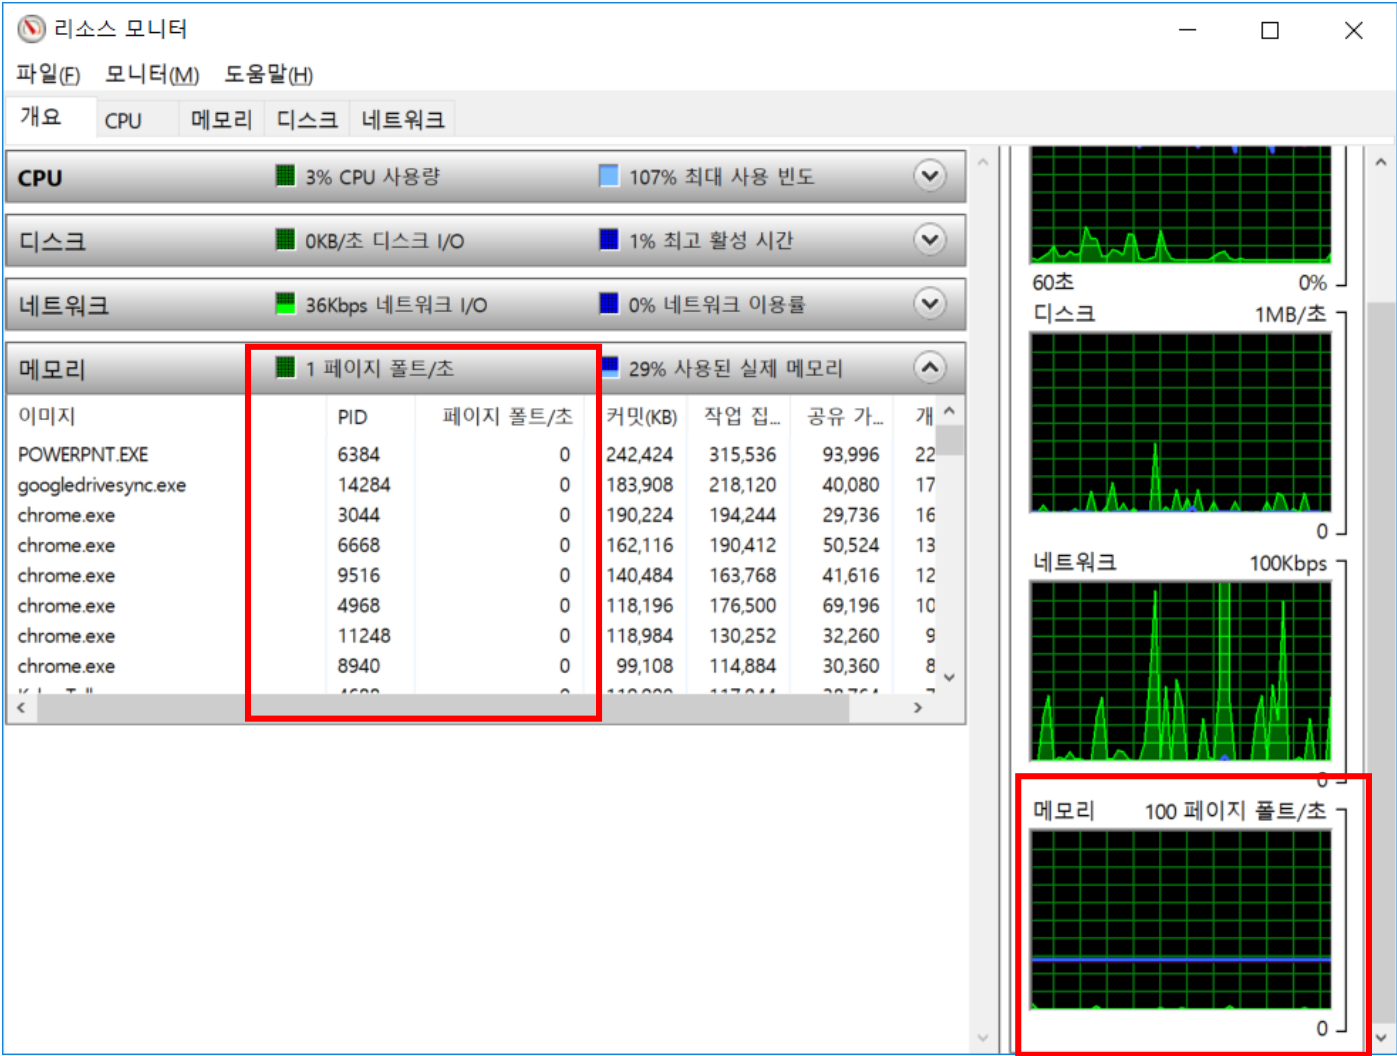 리소스 모니터
파일(F) 모니터(M) 도움말(H)
개요 CPU 메모리 디스크 네트워크
CPU 3% CPU 사용량 107% 최대 사용 빈도
디스크 0KB/초 디스크 I/O 1% 최고 활성 시간
네트워크 36Kbps 네트워크 I/O 0% 네트워크 이용률
메모리 1 페이지 폴트/초 29% 사용된 실제 메모리
이미지 PID 페이지 폴트/초 커밋(KB) 작업 집... 공유 가... 개
POWERPNT.EXE 6384 0 242,424 315,536 93,996 22
googledrivesync.exe 14284 0 183,908 218,120 40,080 17
chrome.exe 3044 0 190,224 194,244 29,736 16
chrome.exe 6668 0 162,116 190,412 50,524 13
chrome.exe 9516 0 140,484 163,768 41,616 12
chrome.exe 4968 0 118,196 176,500 69,196 10
chrome.exe 11248 0 118,984 130,252 32,260 9
chrome.exe 8940 0 99,108 114,884 30,360 8
60초 0%
디스크 1MB/초
0
네트워크 100Kbps
0
메모리 100 페이지 폴트/초
0